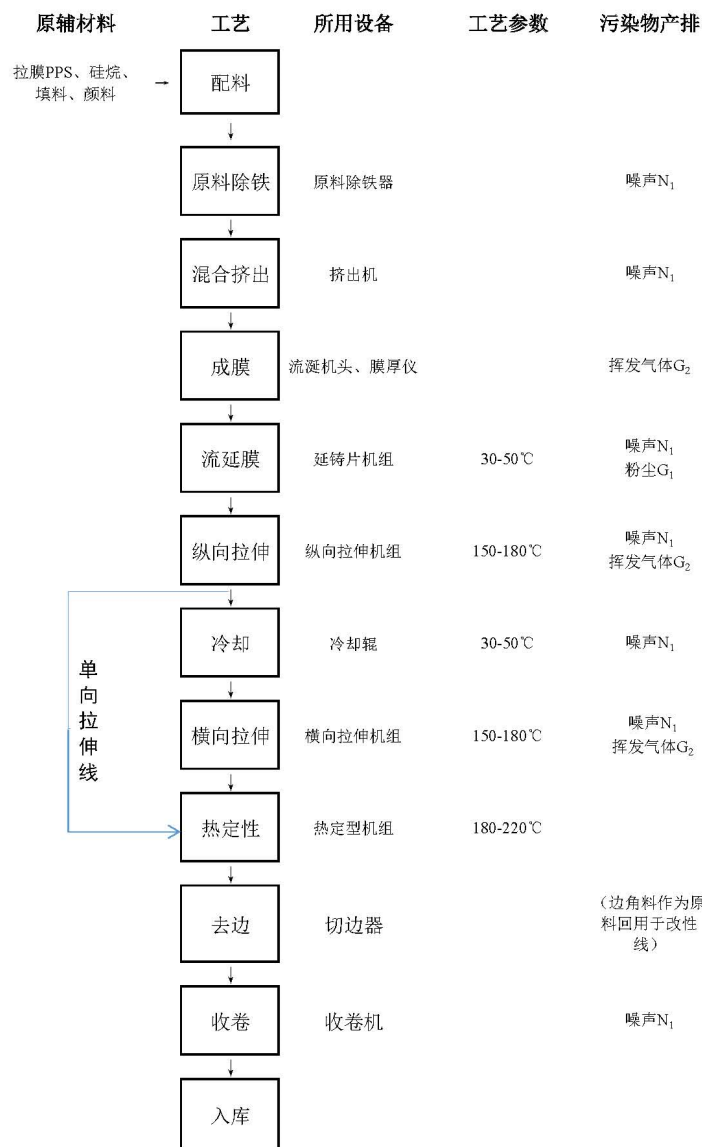 原辅材料 工艺 所用设备 工艺参数 污染物产排
拉膜PPS、硅烷、
填料、颜料
→ 配料
↓
原料除铁 原料除铁器 噪声N₁
↓
混合挤出 挤出机 噪声N₁
↓
成膜 流涎机头、膜厚仪 挥发气体G₂
↓
流延膜 延铸片机组 30-50℃ 噪声N₁
粉尘G₁
↓
纵向拉伸 纵向拉伸机组 150-180℃ 噪声N₁
挥发气体G₂
↓
单向拉伸线
冷却 冷却辊 30-50℃ 噪声N₁
↓
横向拉伸 横向拉伸机组 150-180℃ 噪声N₁
挥发气体G₂
↓
热定性 热定型机组 180-220℃
↓
去边 切边器 （边角料作为原
料回用于改性
线）
↓
收卷 收卷机 噪声N₁
↓
入库